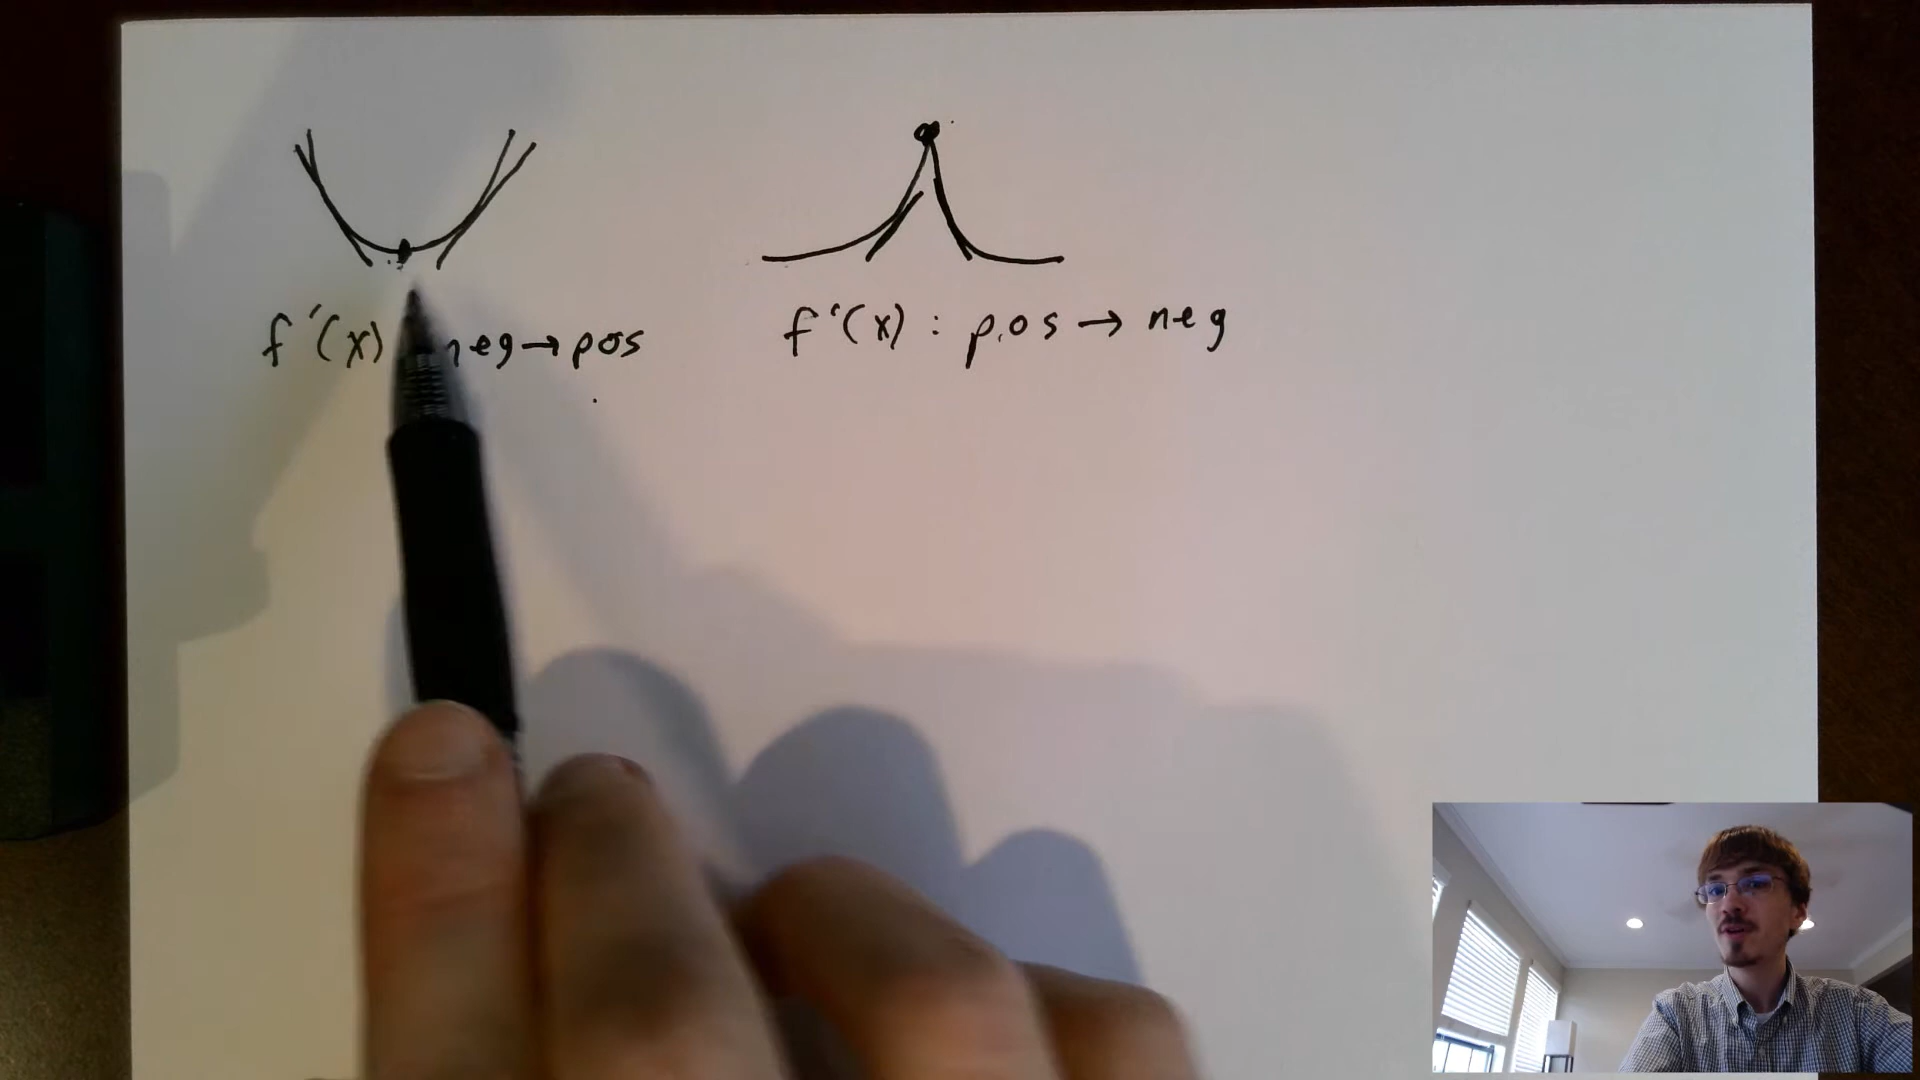 f'(x) neg→pos
f'(x) : pos → neg